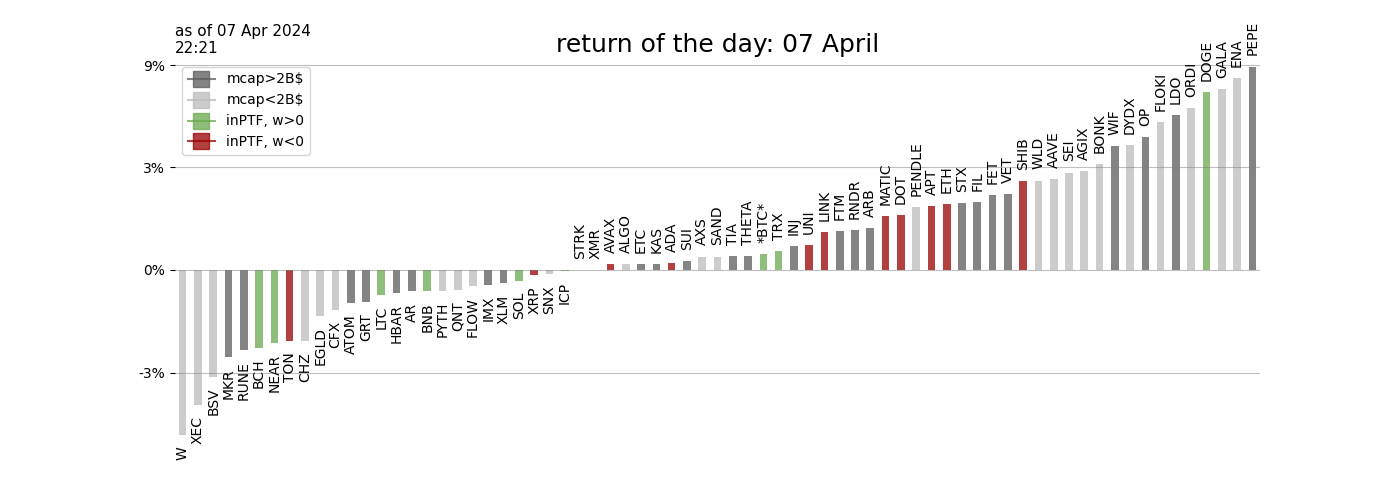 as of 07 Apr 2024
22:21
return of the day: 07 April
9%
3%
0%
-3%
mcap>2B$
mcap<2B$
inPTF, w>0
inPTF, w<0
W
XEC
BSV
MKR
RUNE
BCH
NEAR
TON
CHZ
EGLD
CFX
ATOM
GRT
LTC
HBAR
AR
BNB
PYTH
QNT
FLOW
IMX
XLM
SOL
XRP
SNX
ICP
STRK
XMR
AVAX
ALGO
ETC
KAS
ADA
SUI
AXS
SAND
TIA
THETA
*BTC*
TRX
INJ
UNI
LINK
FTM
RNDR
ARB
MATIC
DOT
PENDLE
APT
ETH
STX
FIL
FET
VET
SHIB
WLD
AAVE
SEI
AGIX
BONK
WIF
DYDX
OP
FLOKI
LDO
ORDI
DOGE
GALA
ENA
PEPE